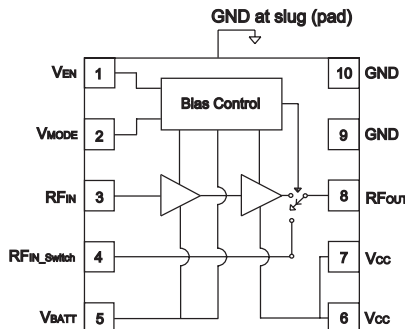 GND at slug (pad)
VEN 1
10 GND
Bias Control
VMODE 2
9 GND
RFIN 3
8 RFOUT
RFIN_Switch 4
7 VCC
VBATT 5
6 VCC